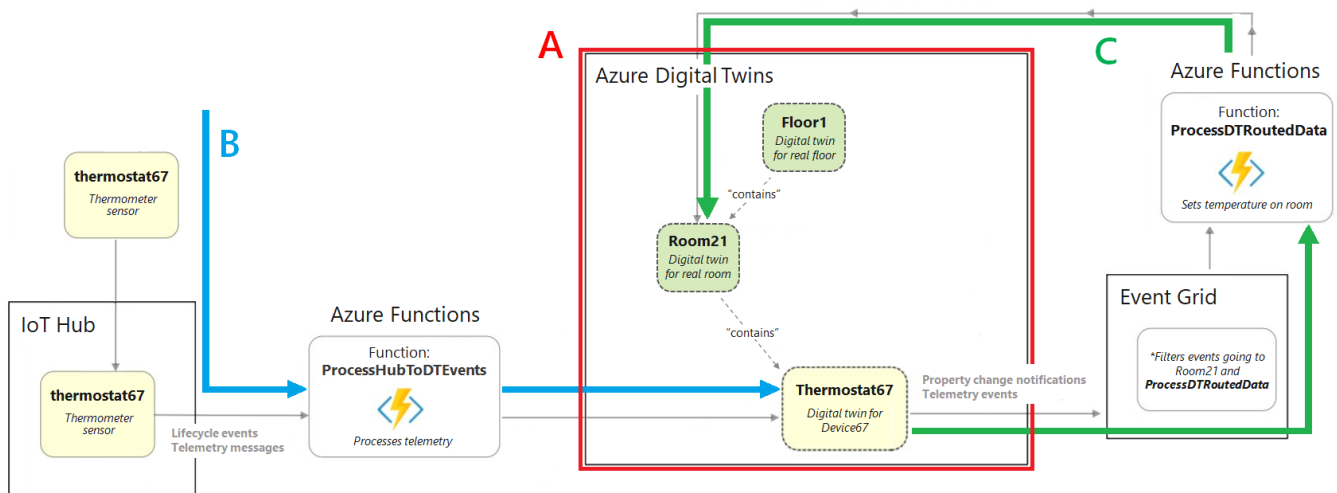 A
B
C
thermostat67
Thermometer
sensor
IoT Hub
thermostat67
Thermometer
sensor
Lifecycle events
Telemetry messages
Azure Functions
Function:
ProcessHubToDTEvents
Processes telemetry
Azure Digital Twins
Floor1
Digital twin
for real floor
"contains"
Room21
Digital twin
for real room
"contains"
Thermostat67
Digital twin for
Device67
Property change notifications
Telemetry events
Event Grid
*Filters events going to
Room21 and
ProcessDTRoutedData
Azure Functions
Function:
ProcessDTRoutedData
Sets temperature on room